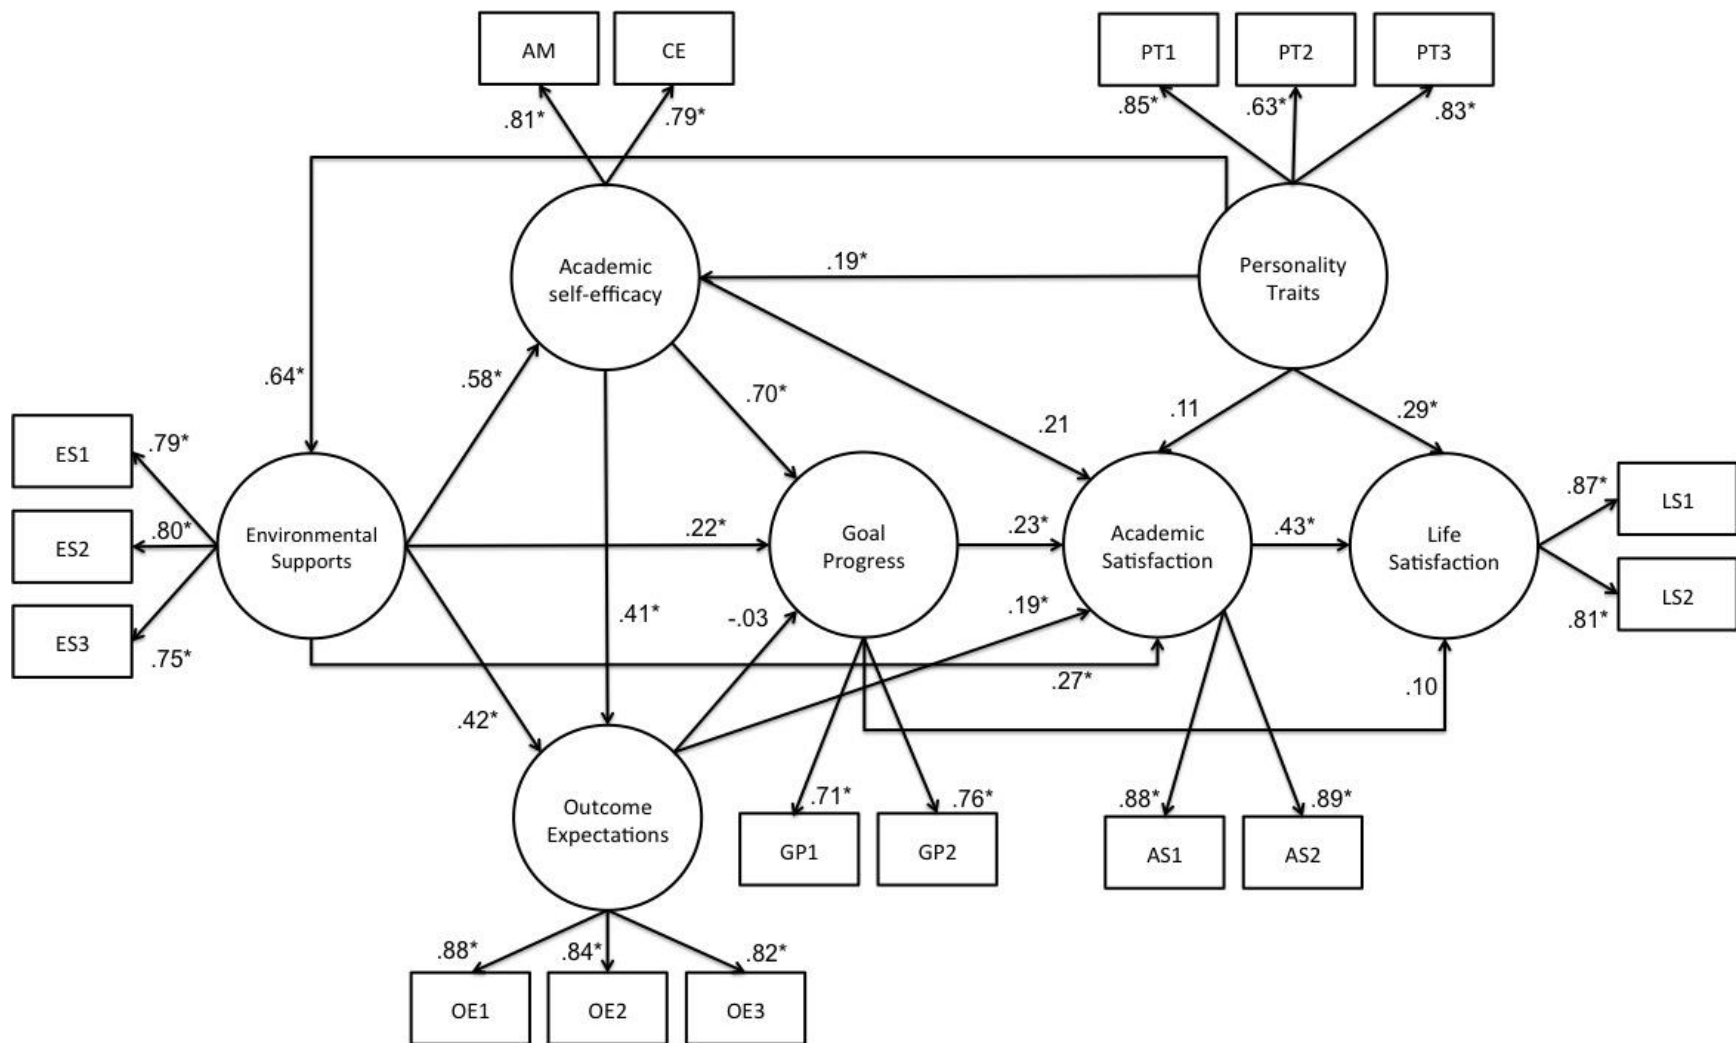 AM
CE
PT1
PT2
PT3
.81*
.79*
.85*
.63*
.83*
Academic
self-efficacy
.19*
Personality
Traits
.64*
.58*
.70*
.21
.11
.29*
ES1
.79*
ES2
.80*
ES3
.75*
Environmental
Supports
.22*
Goal
Progress
.23*
Academic
Satisfaction
.43*
Life
Satisfaction
.87*
LS1
.81*
LS2
.41*
-.03
.19*
.27*
.10
.42*
Outcome
Expectations
.71*
.76*
.88*
.89*
GP1
GP2
AS1
AS2
.88*
.84*
.82*
OE1
OE2
OE3